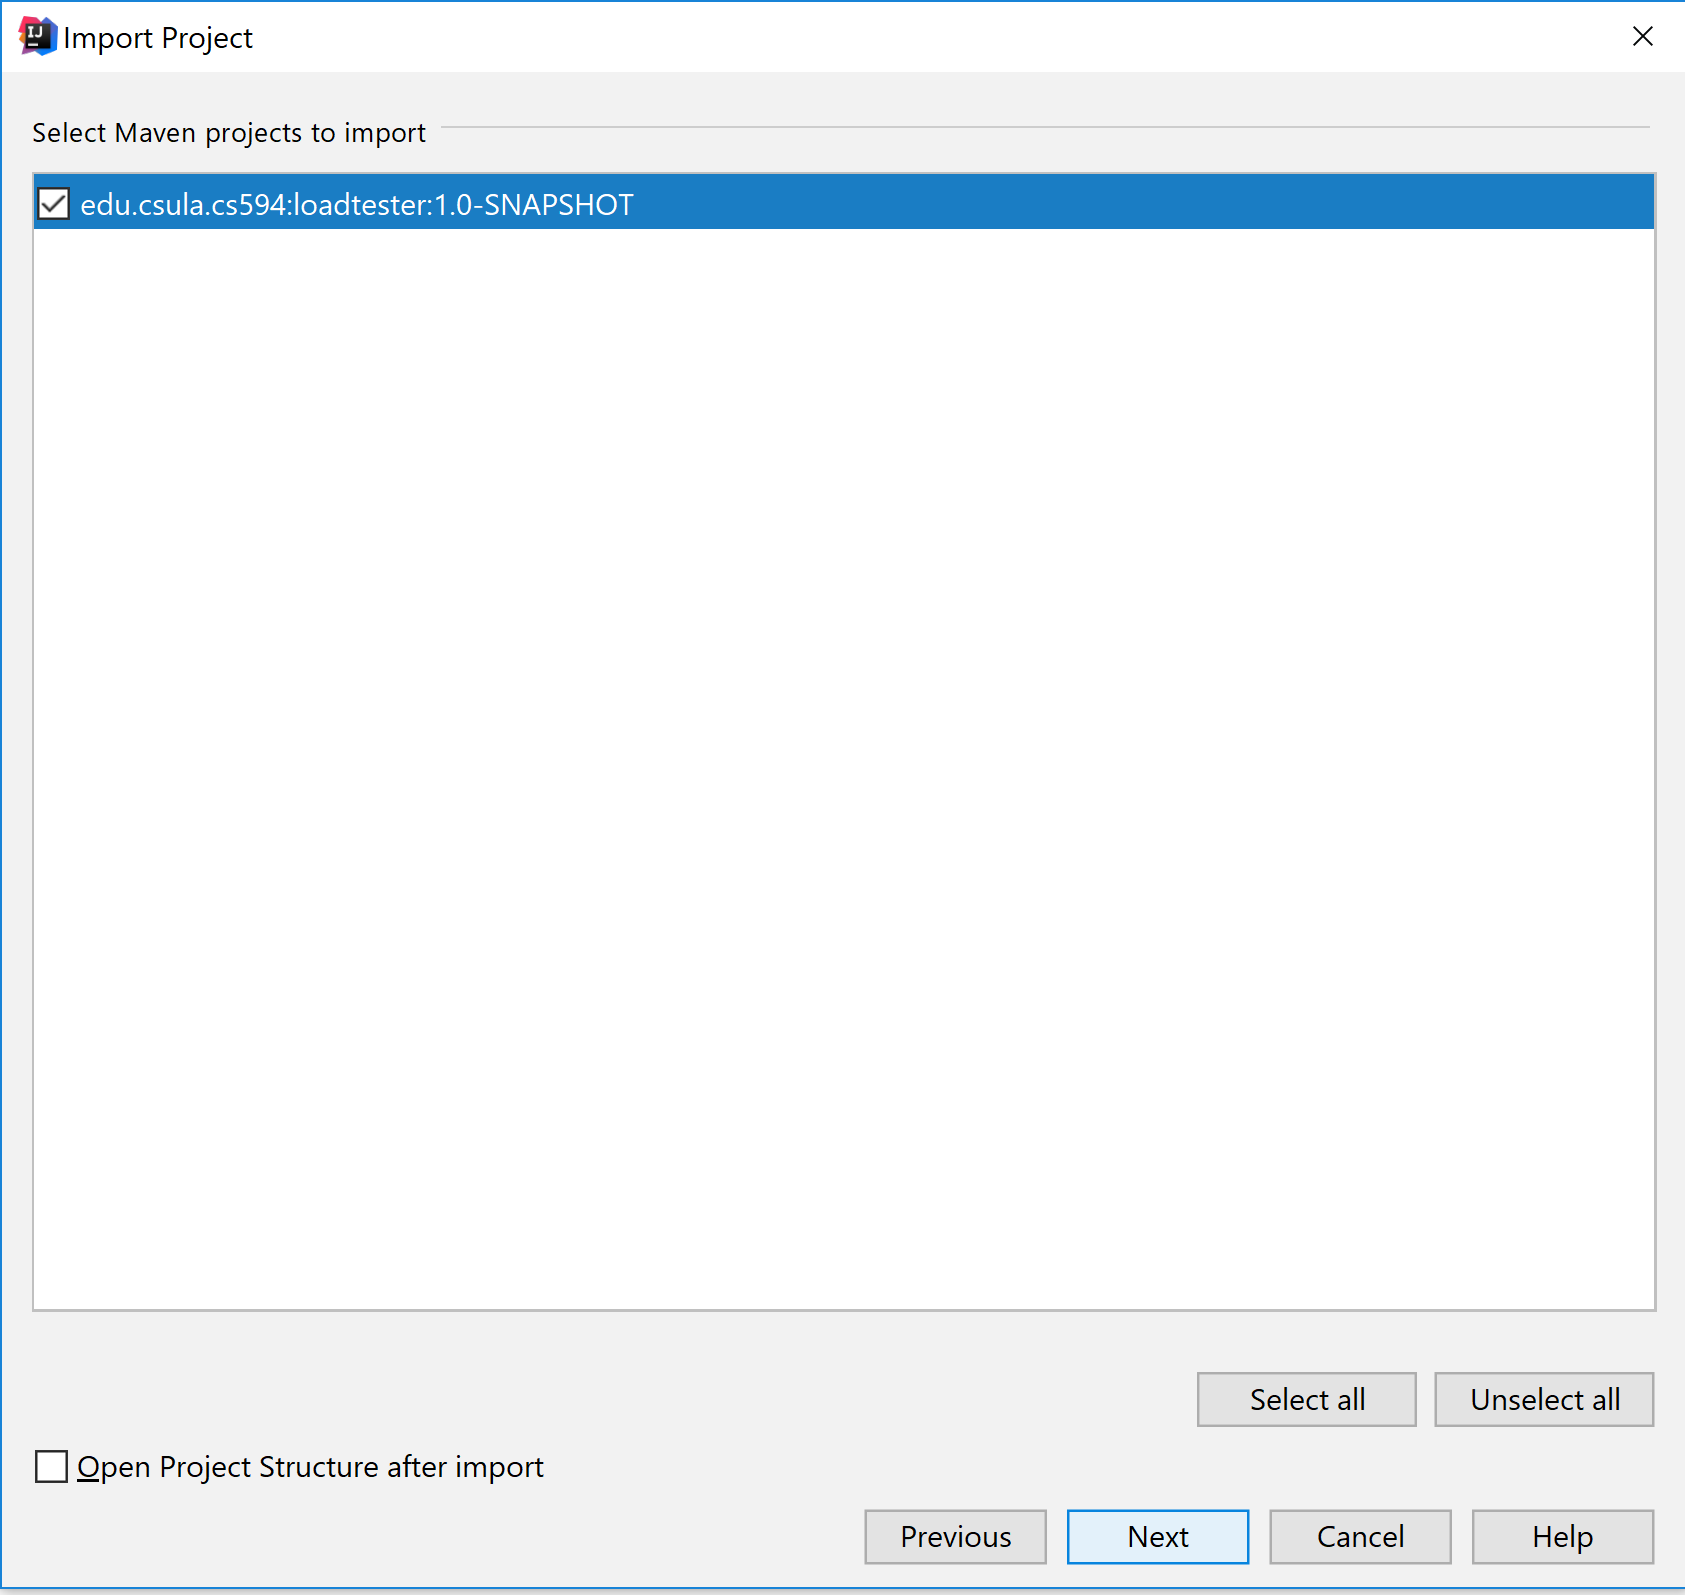 IJ Import Project
Select Maven projects to import
edu.csula.cs594:loadtester:1.0-SNAPSHOT
Select all Unselect all
Open Project Structure after import
Previous Next Cancel Help